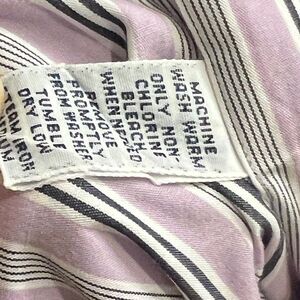 MACHINE
WASH WARM
ONLY NON
CHLORINE
BLEACH
WHEN NEEDED
REMOVE
PROMPTLY
FROM WASHER
TUMBLE
DRY LOW
IRON